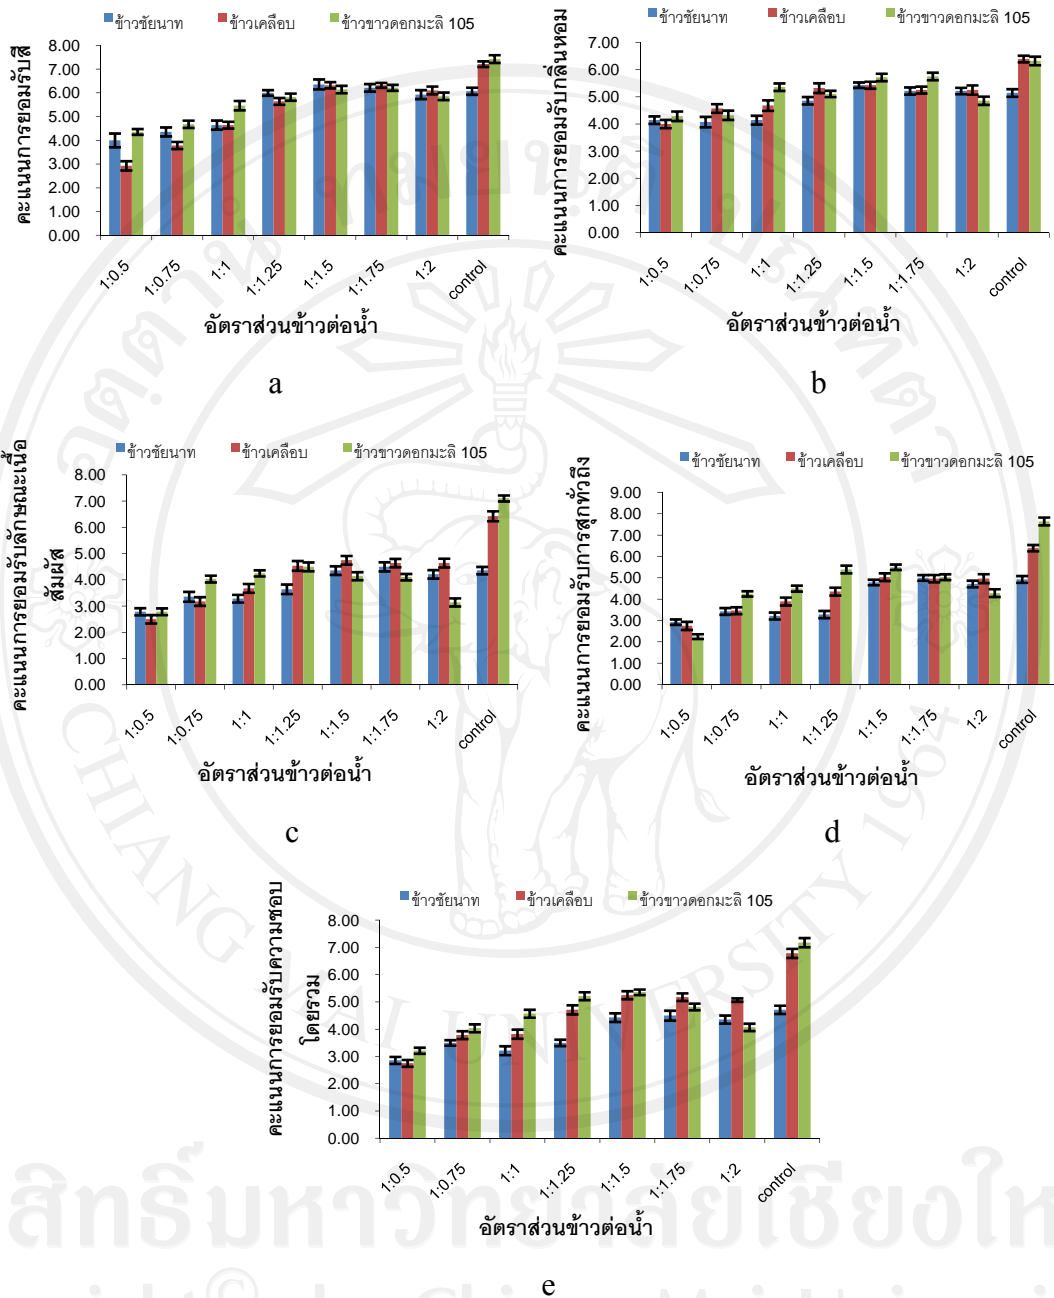 ข้าวชัยนาท ข้าวเคลือบ ข้าวขาวดอกมะลิ 105
คะแนนการยอมรับสี
8.00
7.00
6.00
5.00
4.00
3.00
2.00
1.00
0.00
1:0.5 1:0.75 1:1 1:1.25 1:1.5 1:1.75 1:2 control
อัตราส่วนข้าวต่อน้ำ
a
ข้าวชัยนาท ข้าวเคลือบ ข้าวขาวดอกมะลิ 105
คะแนนการยอมรับกลิ่นหอม
7.00
6.00
5.00
4.00
3.00
2.00
1.00
0.00
1:0.5 1:0.75 1:1 1:1.25 1:1.5 1:1.75 1:2 control
อัตราส่วนข้าวต่อน้ำ
b
ข้าวชัยนาท ข้าวเคลือบ ข้าวขาวดอกมะลิ 105
คะแนนการยอมรับลักษณะเนื้อ
สัมผัส
8.00
7.00
6.00
5.00
4.00
3.00
2.00
1.00
0.00
1:0.5 1:0.75 1:1 1:1.25 1:1.5 1:1.75 1:2 control
อัตราส่วนข้าวต่อน้ำ
c
ข้าวชัยนาท ข้าวเคลือบ ข้าวขาวดอกมะลิ 105
คะแนนการยอมรับการสุกทั่วถึง
9.00
8.00
7.00
6.00
5.00
4.00
3.00
2.00
1.00
0.00
1:0.5 1:0.75 1:1 1:1.25 1:1.5 1:1.75 1:2 control
อัตราส่วนข้าวต่อน้ำ
d
ข้าวชัยนาท ข้าวเคลือบ ข้าวขาวดอกมะลิ 105
คะแนนการยอมรับความชอบ
โดยรวม
8.00
7.00
6.00
5.00
4.00
3.00
2.00
1.00
0.00
1:0.5 1:0.75 1:1 1:1.25 1:1.5 1:1.75 1:2 control
อัตราส่วนข้าวต่อน้ำ
e
CHIANG MAI UNIVERSITY 1964
สิทธิ์มหาวิทยาลัยเชียงให